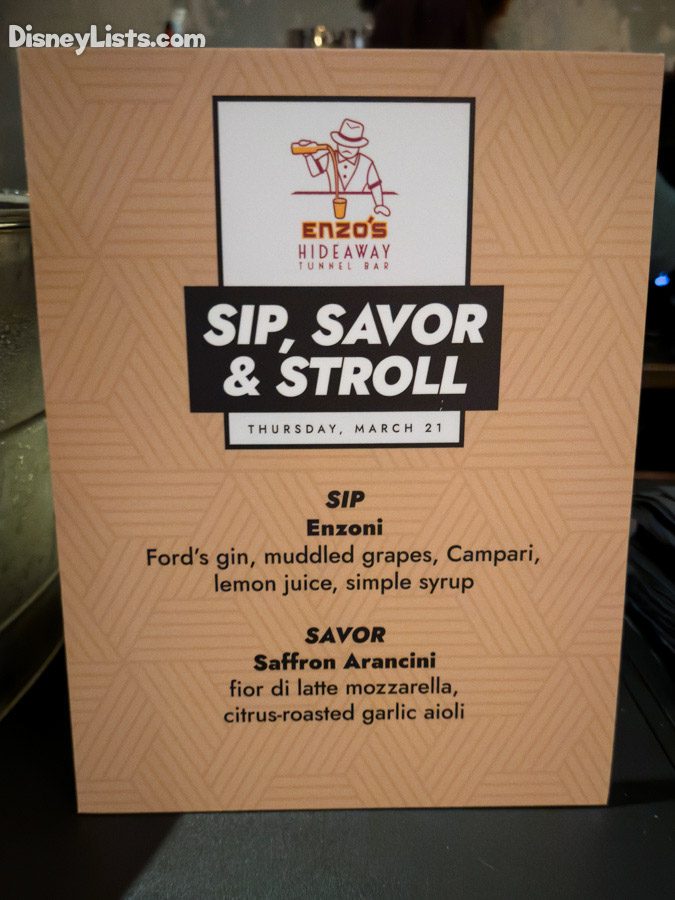 DisneyLists.com
ENZO'S
HIDEAWAY
TUNNEL BAR
SIP, SAVOR
& STROLL
THURSDAY, MARCH 21
SIP
Enzoni
Ford's gin, muddled grapes, Campari,
lemon juice, simple syrup
SAVOR
Saffron Arancini
fior di latte mozzarella,
citrus-roasted garlic aioli